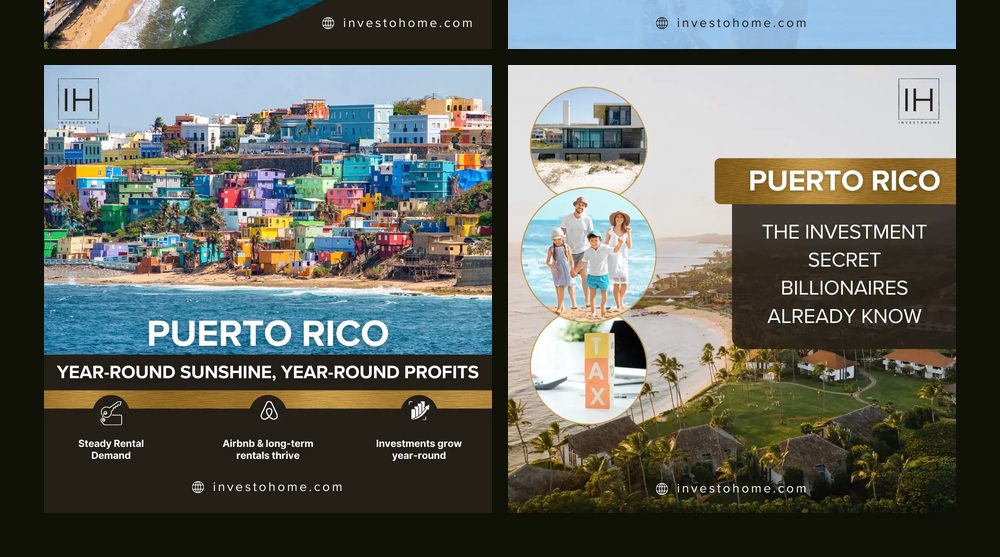 investohome.com
investohome.com
IH
INVESTOHOME
PUERTO RICO
YEAR-ROUND SUNSHINE, YEAR-ROUND PROFITS
Steady Rental
Demand
Airbnb & long-term
rentals thrive
Investments grow
year-round
investohome.com
IH
INVESTOHOME
PUERTO RICO
THE INVESTMENT
SECRET
BILLIONAIRES
ALREADY KNOW
T
A
X
investohome.com